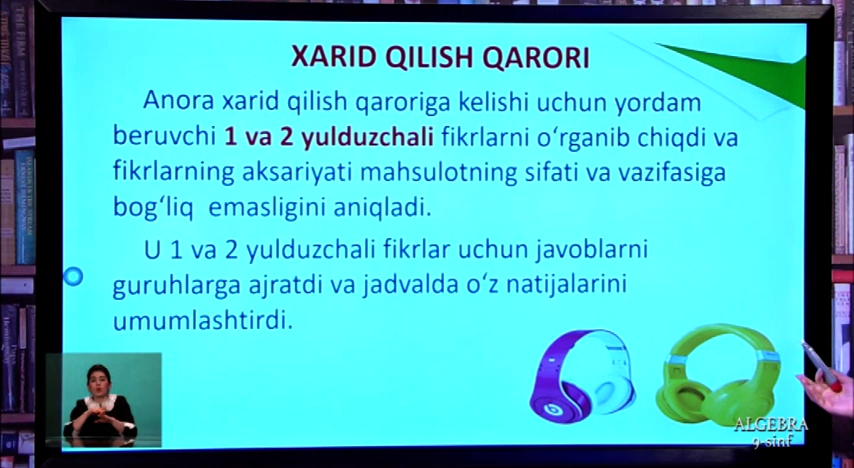 XARID QILISH QARORI
Anora xarid qilish qaroriga kelishi uchun yordam
beruvchi 1 va 2 yulduzchali fikrlarni o‘rganib chiqdi va
fikrlarning aksariyati mahsulotning sifati va vazifasiga
bog‘liq emasligini aniqladi.
U 1 va 2 yulduzchali fikrlar uchun javoblarni
guruhlarga ajratdi va jadvalda o‘z natijalarini
umumlashtirdi.
ALGEBRA
9-sinf